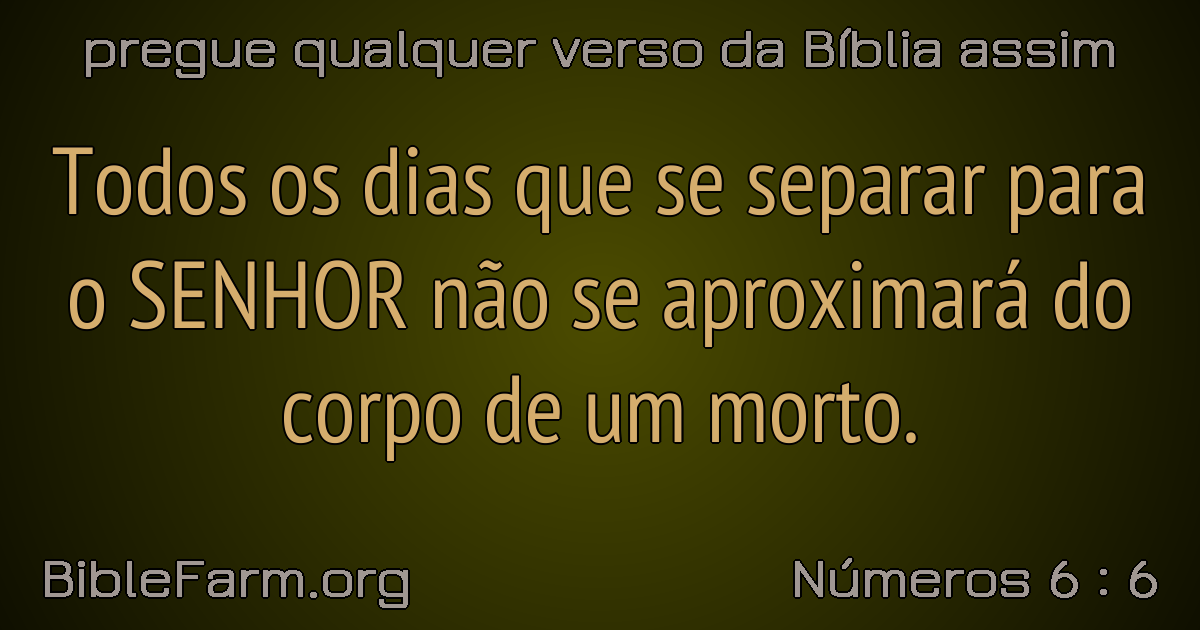 pregue qualquer verso da Bíblia assim
Todos os dias que se separar para
o SENHOR não se aproximará do
corpo de um morto.
BibleFarm.org
Números 6 : 6